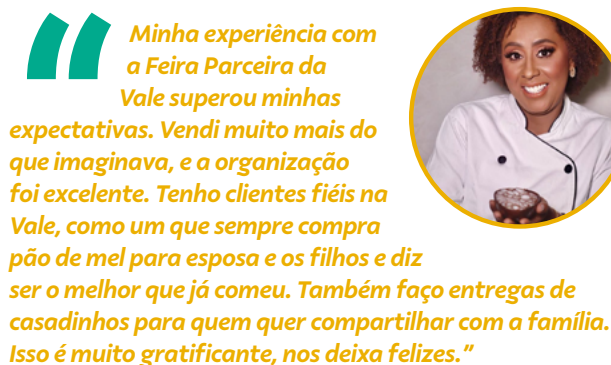 “
Minha experiência com
a Feira Parceira da
Vale superou minhas
expectativas. Vendi muito mais do
que imaginava, e a organização
foi excelente. Tenho clientes fiéis na
Vale, como um que sempre compra
pão de mel para esposa e os filhos e diz
ser o melhor que já comeu. Também faço entregas de
casadinhos para quem quer compartilhar com a família.
Isso é muito gratificante, nos deixa felizes.”